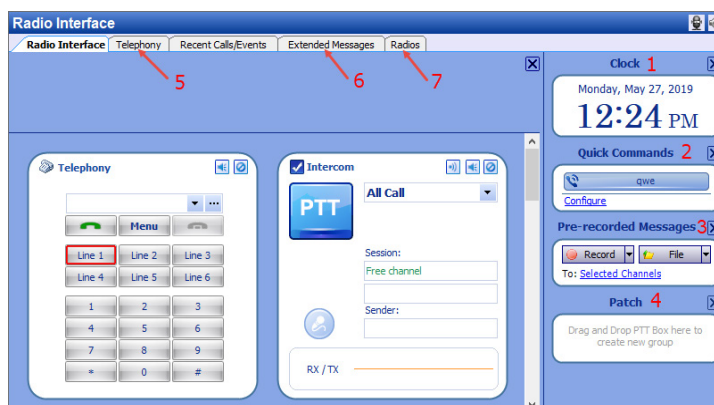 Radio Interface
Radio Interface Telephony Recent Calls/Events Extended Messages Radios
5 6 7
Clock 1
Monday, May 27, 2019
12:24 PM
Quick Commands 2
qwe
Configure
Pre-recorded Messages 3
Record File
To: Selected Channels
Patch 4
Drag and Drop PTT Box here to
create new group
Telephony
Menu
Line 1 Line 2 Line 3
Line 4 Line 5 Line 6
1 2 3
4 5 6
7 8 9
* 0 #
Intercom
PTT
All Call
Session:
Free channel
Sender:
RX / TX